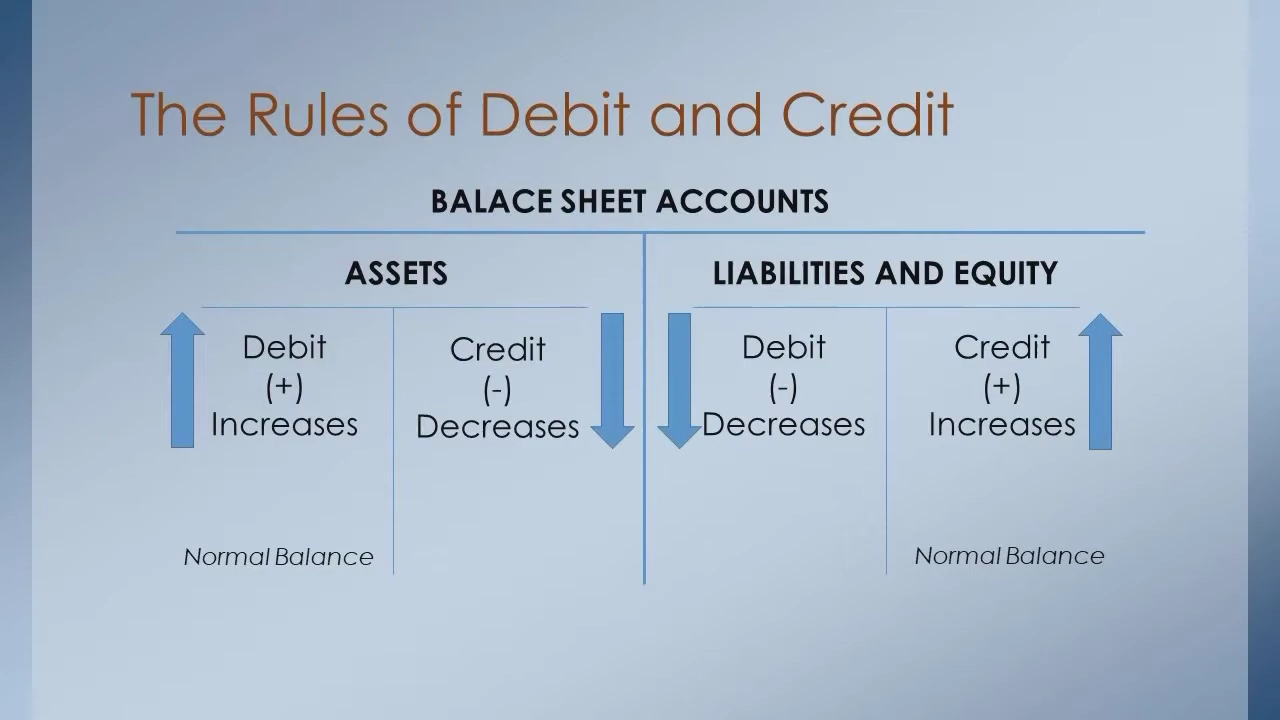 The Rules of Debit and Credit
BALACE SHEET ACCOUNTS
ASSETS
Debit
(+)
Increases
Normal Balance
Credit
(-)
Decreases
LIABILITIES AND EQUITY
Debit
(-)
Decreases
Credit
(+)
Increases
Normal Balance